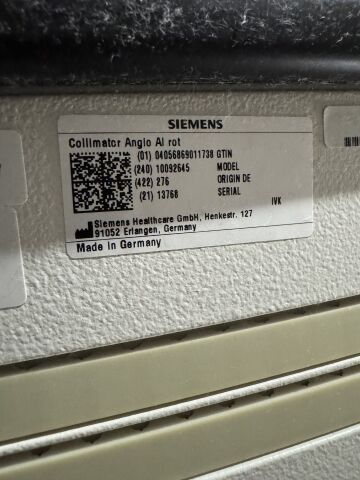 SIEMENS
Collimator Angio AI rot
(01) 04056869011738 GTIN
(240) 10092645 MODEL
(422) 276 ORIGIN DE
(21) 13768 SERIAL
IVK
Siemens Healthcare GmbH, Henkestr. 127
91052 Erlangen, Germany
Made in Germany